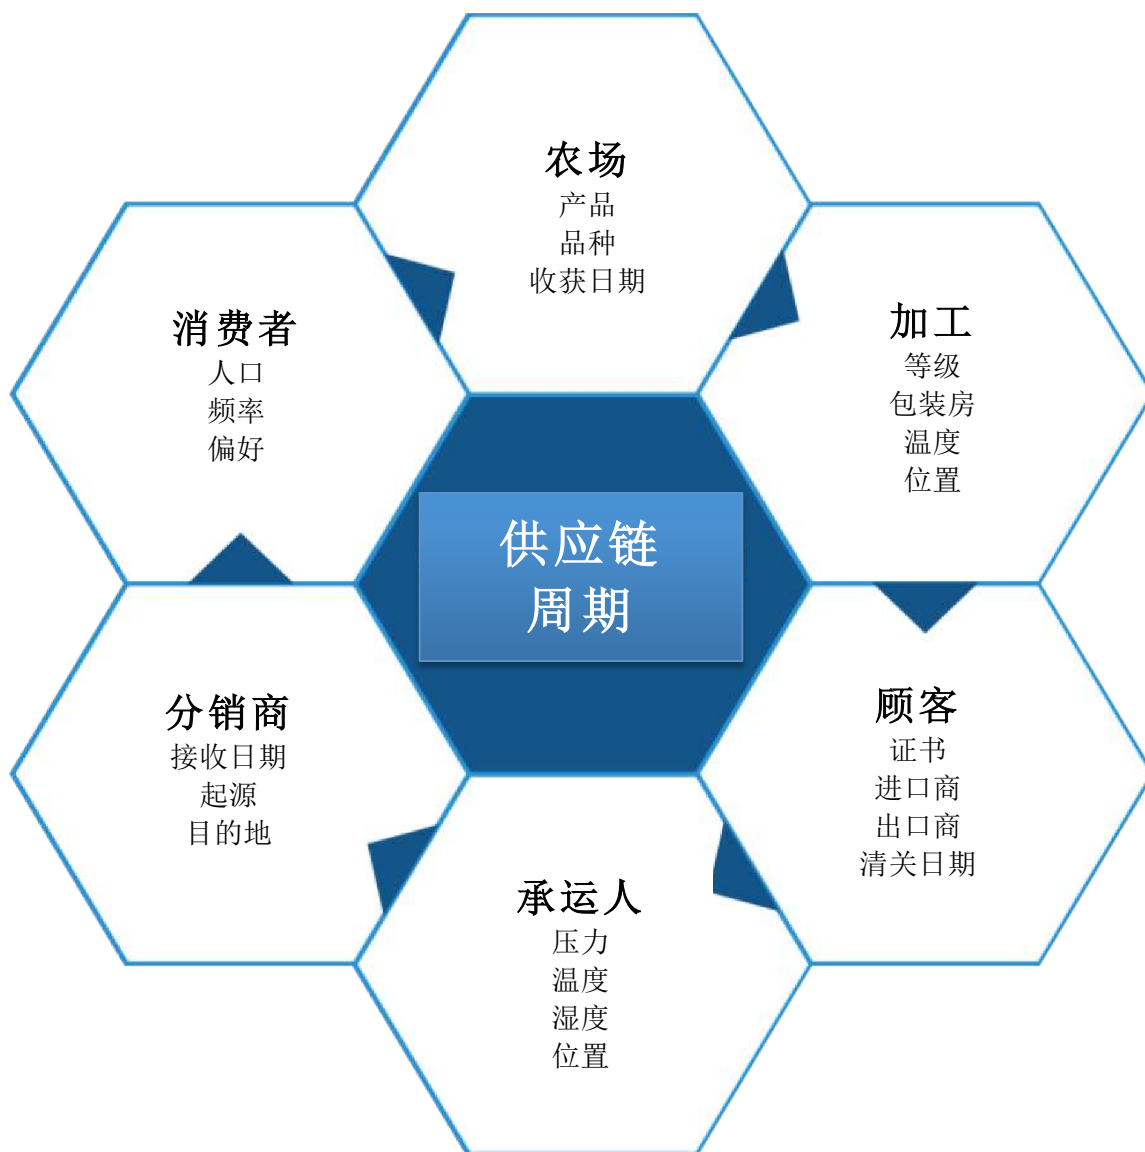 农场
产品
品种
收获日期
加工
等级
包装房
温度
位置
顾客
证书
进口商
出口商
清关日期
承运人
压力
温度
湿度
位置
分销商
接收日期
起源
目的地
消费者
人口
频率
偏好
供应链
周期